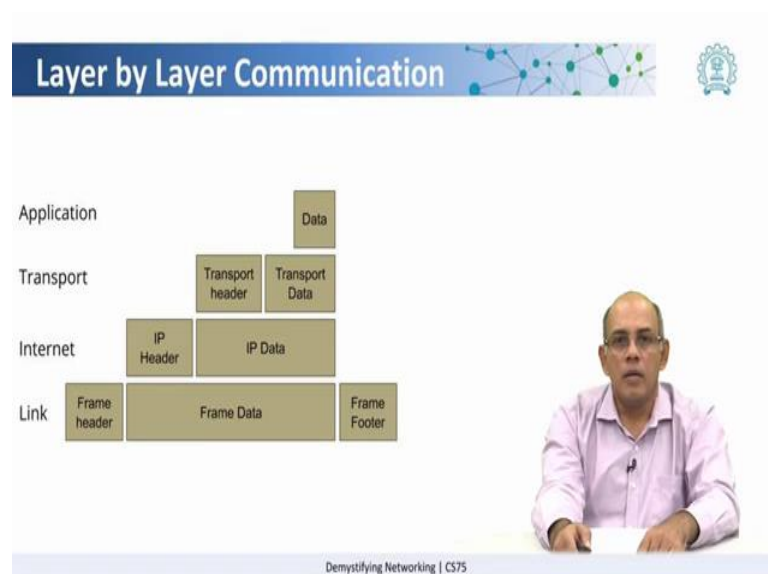 Layer by Layer Communication
Application
Data
Transport
Transport
header
Transport
Data
Internet
IP
Header
IP Data
Link
Frame
header
Frame Data
Frame
Footer
Demystifying Networking | CS75